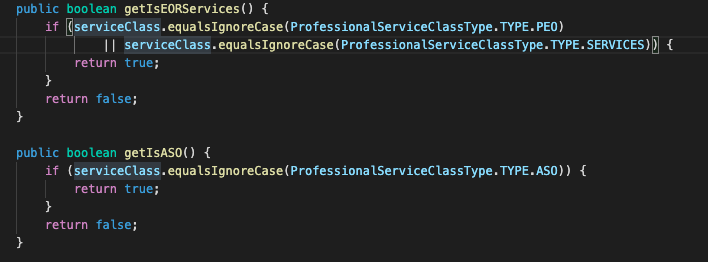 public boolean getIsEORServices() {
if (serviceClass.equalsIgnoreCase(ProfessionalServiceClassType.TYPE.PEO)
|| serviceClass.equalsIgnoreCase(ProfessionalServiceClassType.TYPE.SERVICES)) {
return true;
}
return false;
}
public boolean getIsASO() {
if (serviceClass.equalsIgnoreCase(ProfessionalServiceClassType.TYPE.ASO)) {
return true;
}
return false;
}